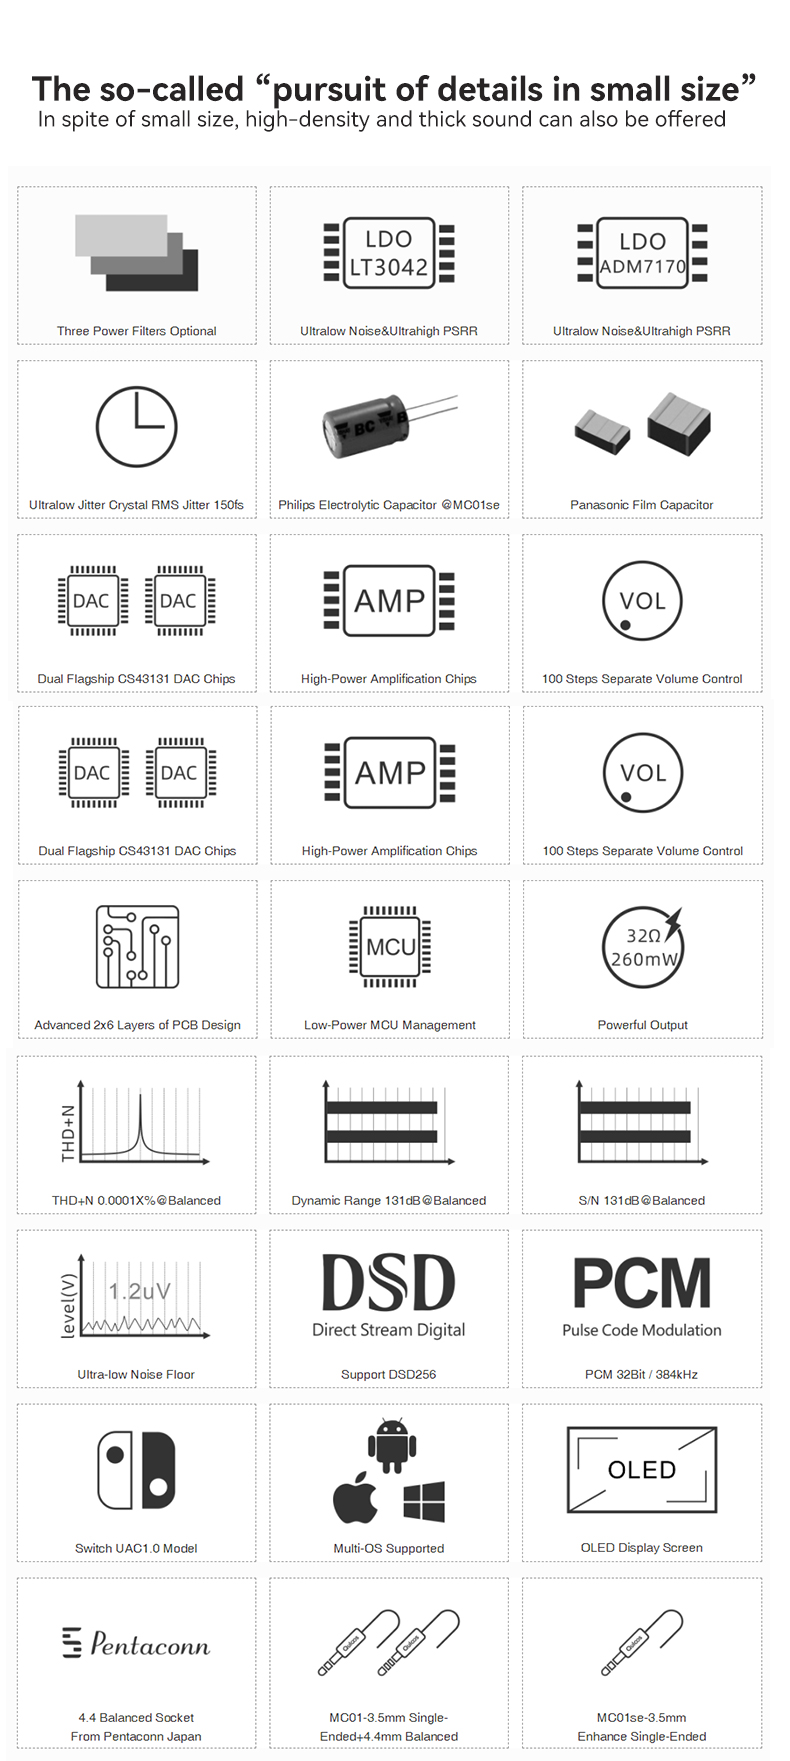 The so-called “pursuit of details in small size”
In spite of small size, high-density and thick sound can also be offered
LDO
LT3042
LDO
ADM7170
Three Power Filters Optional
Ultralow Noise&Ultrahigh PSRR
Ultralow Noise&Ultrahigh PSRR
BC
B
Ultralow Jitter Crystal RMS Jitter 150fs
Philips Electrolytic Capacitor @MC01se
Panasonic Film Capacitor
DAC
DAC
AMP
VOL
Dual Flagship CS43131 DAC Chips
High-Power Amplification Chips
100 Steps Separate Volume Control
DAC
DAC
AMP
VOL
Dual Flagship CS43131 DAC Chips
High-Power Amplification Chips
100 Steps Separate Volume Control
MCU
32Ω
260mW
Advanced 2x6 Layers of PCB Design
Low-Power MCU Management
Powerful Output
THD+N
THD+N 0.0001X%@Balanced
Dynamic Range 131dB@Balanced
S/N 131dB@Balanced
level(V)
1.2uV
DSD
Direct Stream Digital
PCM
Pulse Code Modulation
Ultra-low Noise Floor
Support DSD256
PCM 32Bit / 384kHz
OLED
Switch UAC1.0 Model
Multi-OS Supported
OLED Display Screen
Pentaconn
4.4 Balanced Socket
From Pentaconn Japan
MC01-3.5mm Single-
Ended+4.4mm Balanced
MC01se-3.5mm
Enhance Single-Ended